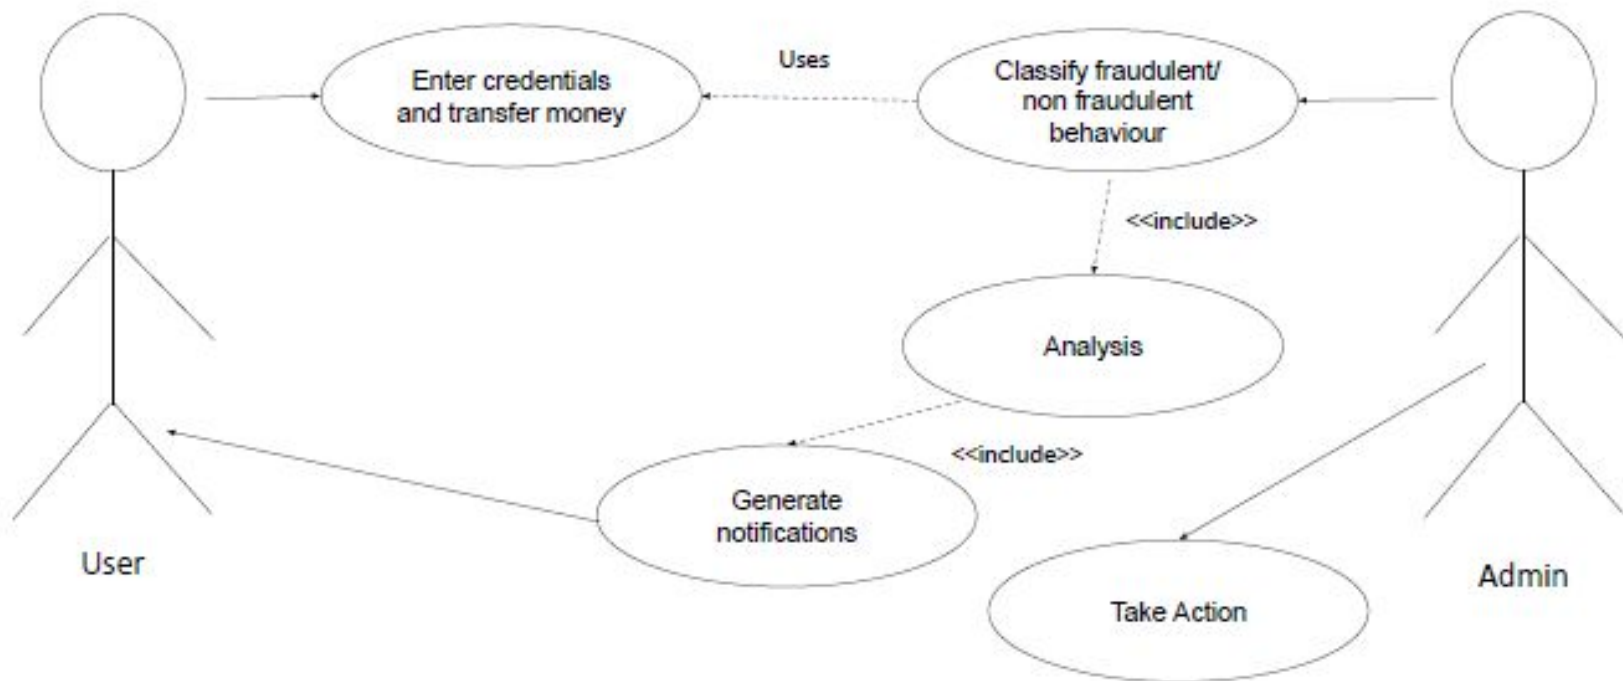 Enter credentials
and transfer money
Uses
Classify fraudulent/
non fraudulent
behaviour
<<include>>
Analysis
<<include>>
Generate
notifications
User
Take Action
Admin